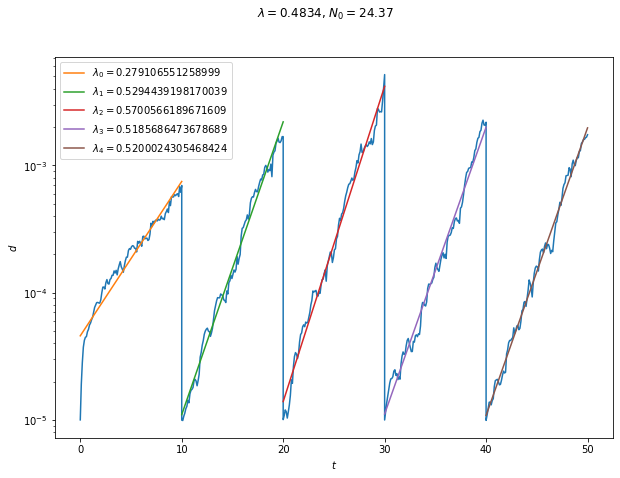 λ = 0.4834, N₀ = 24.37
λ₀ = 0.279106551258999
λ₁ = 0.5294439198170039
λ₂ = 0.5700566189671609
λ₃ = 0.5185686473678689
λ₄ = 0.5200024305468424
10⁻³
10⁻⁴
10⁻⁵
d
0 10 20 30 40 50
t